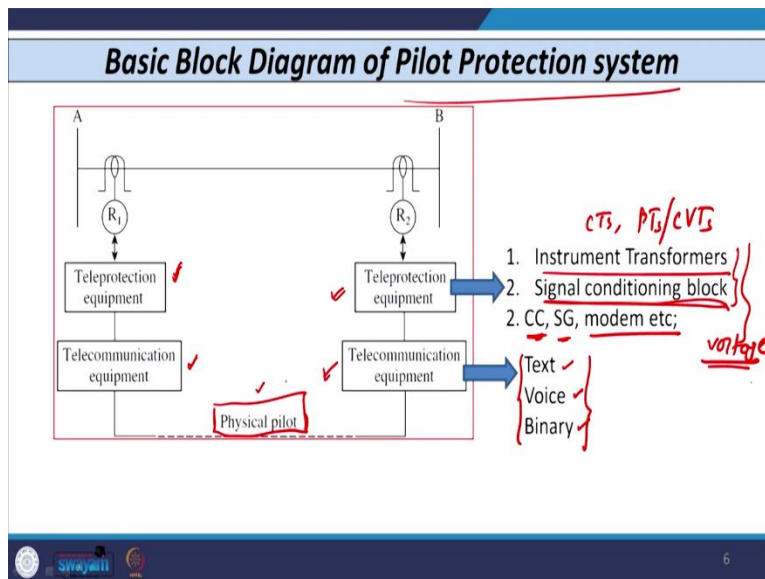 Basic Block Diagram of Pilot Protection system
A
B
R1
R2
Teleprotection equipment
Teleprotection equipment
Telecommunication equipment
Telecommunication equipment
Physical pilot
CTs, PTs/CVTs
1. Instrument Transformers
2. Signal conditioning block
2. CC, SG, modem etc;
voltage
Text
Voice
Binary
swayam
6